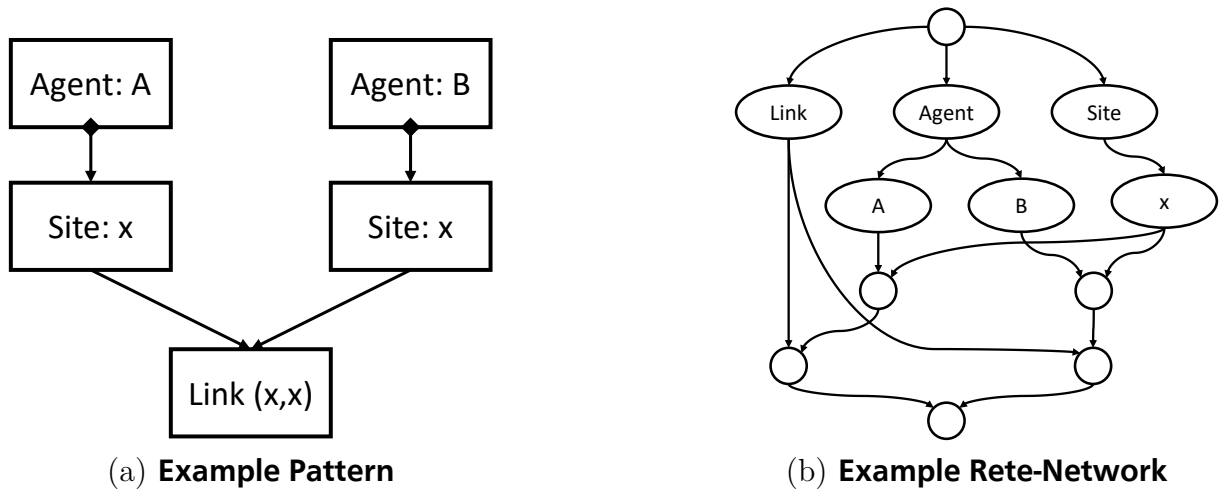 Agent: A
Agent: B
Site: x
Site: x
Link (x,x)
(a) Example Pattern
Link
Agent
Site
A
B
x
(b) Example Rete-Network